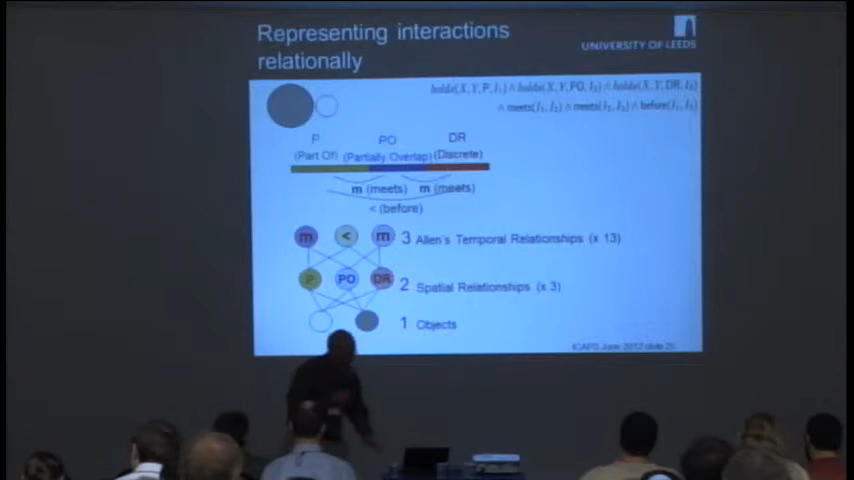 Representing interactions
relationally
UNIVERSITY OF LEEDS
holds(X, Y, P, I₁) ∧ holds(X, Y, PO, I₂) ∧ holds(X, Y, DR, I₃)
∧ meets(I₁, I₂) ∧ meets(I₂, I₃) ∧ before(I₁, I₃)
P PO DR
(Part Of) (Partially Overlap) (Discrete)
m (meets) m (meets)
< (before)
m < m 3 Allen's Temporal Relationships (x 13)
P PO DR 2 Spatial Relationships (x 3)
1 Objects
ICAPS June 2012 slide 25